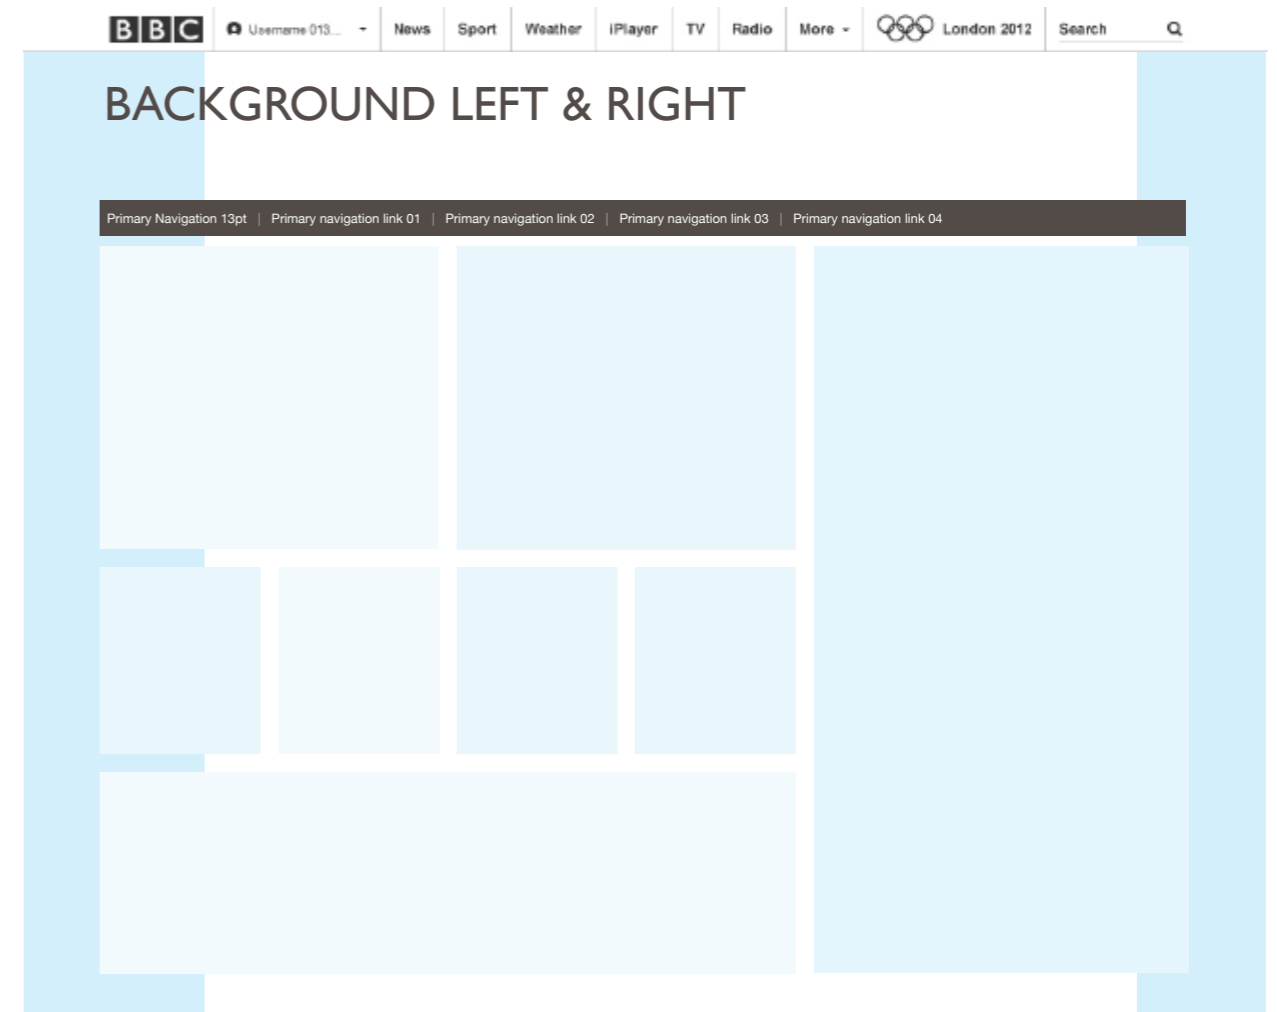 BBC Username 013... News Sport Weather iPlayer TV Radio More London 2012 Search
BACKGROUND LEFT & RIGHT
Primary Navigation 13pt | Primary navigation link 01 | Primary navigation link 02 | Primary navigation link 03 | Primary navigation link 04